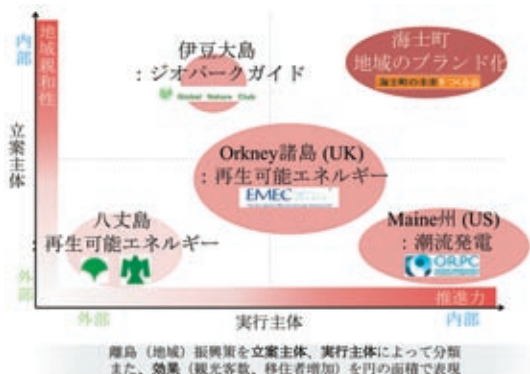 地域親和性
内部
立案主体
外部
伊豆大島
：ジオパークガイド
Global Nature Club
海士町
地域のブランド化
海士町の未来をつくる会
Orkney諸島 (UK)
：再生可能エネルギー
EMEC
八丈島
：再生可能エネルギー
Maine州 (US)
：潮流発電
ORPC
推進力
外部
実行主体
内部
離島（地域）振興策を立案主体、実行主体によって分類
また、効果（観光客数、移住者増加）を円の面積で表現